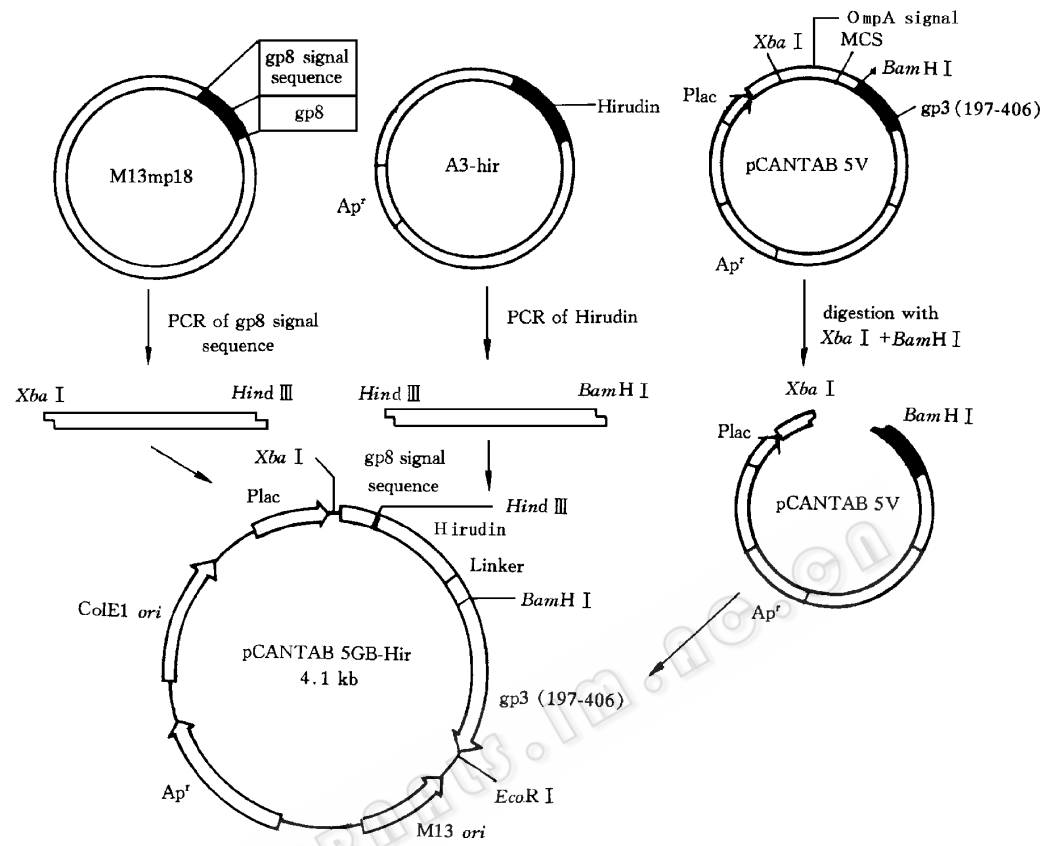 gp8 signal
sequence
gp8
M13mp18
Hirudin
A3-hir
Apʳ
OmpA signal
Xba Ⅰ
MCS
BamH Ⅰ
Plac
gp3 (197-406)
pCANTAB 5V
Apʳ
PCR of gp8 signal
sequence
PCR of Hirudin
digestion with
Xba Ⅰ +BamH Ⅰ
Xba Ⅰ
Hind Ⅲ
Hind Ⅲ
BamH Ⅰ
Xba Ⅰ
BamH Ⅰ
Plac
pCANTAB 5V
Apʳ
Xba Ⅰ
gp8 signal
sequence
Plac
Hind Ⅲ
Hirudin
Linker
BamH Ⅰ
ColE1 ori
pCANTAB 5GB-Hir
4.1 kb
gp3 (197-406)
EcoR Ⅰ
Apʳ
M13 ori